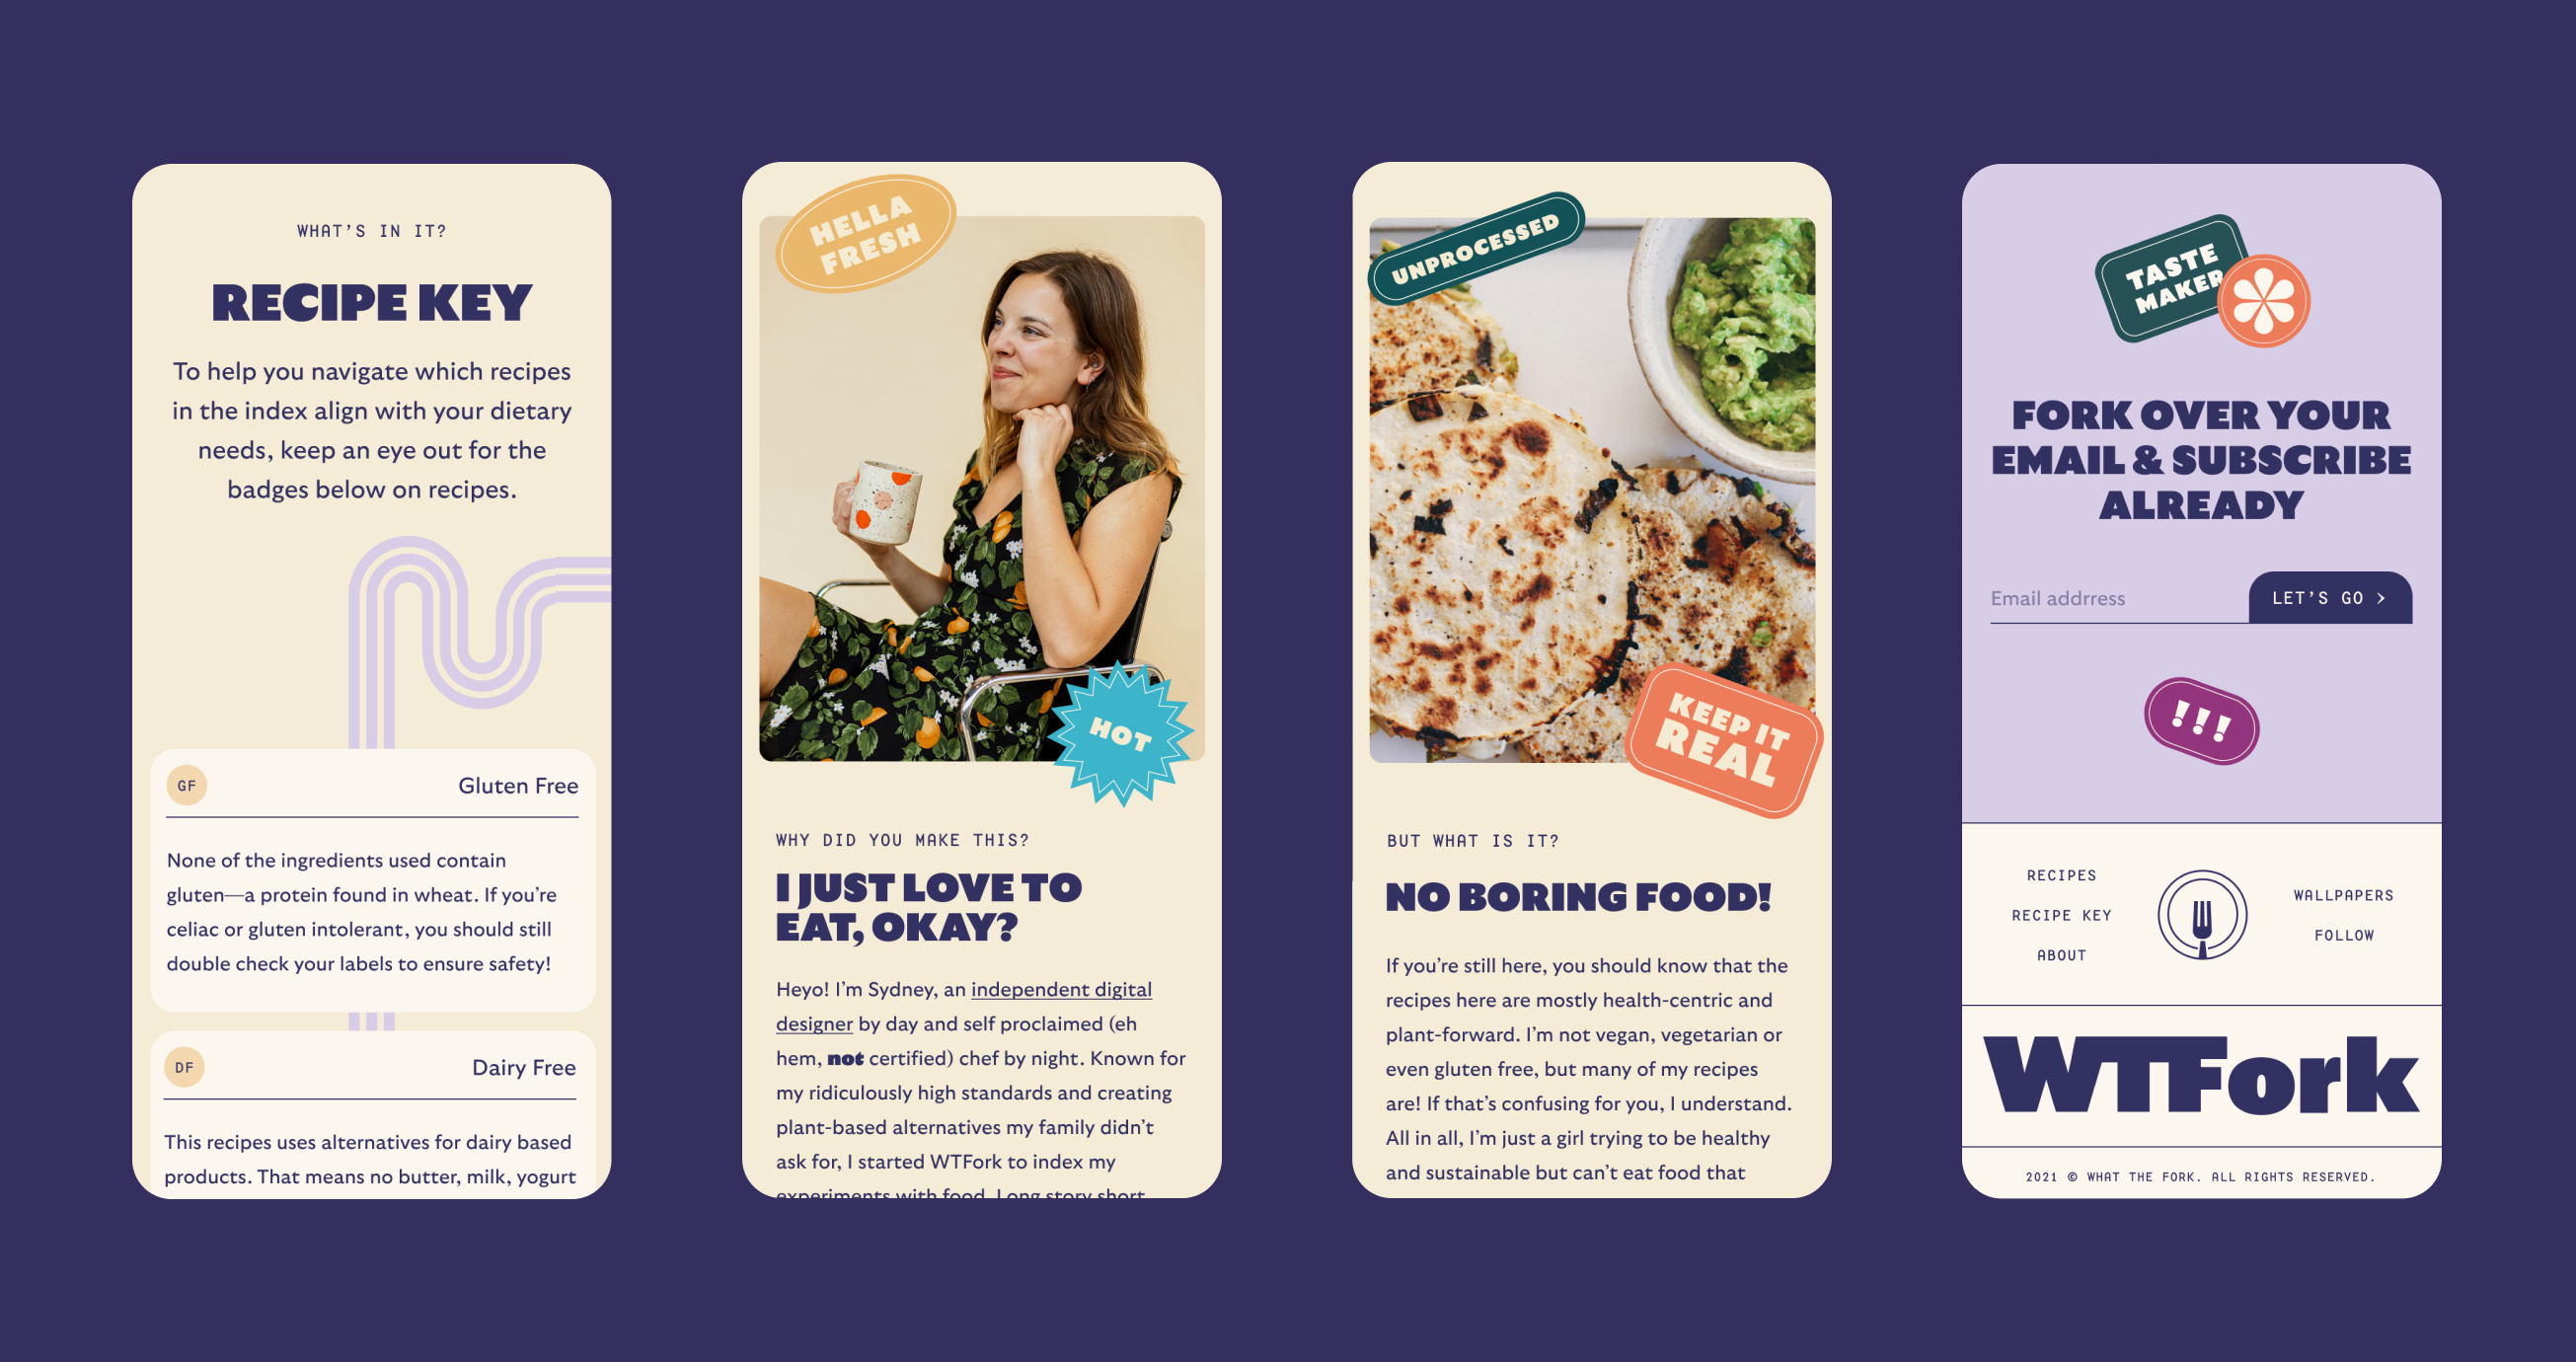 WHAT'S IN IT?
RECIPE KEY
To help you navigate which recipes
in the index align with your dietary
needs, keep an eye out for the
badges below on recipes.
GF
Gluten Free
None of the ingredients used contain
gluten—a protein found in wheat. If you're
celiac or gluten intolerant, you should still
double check your labels to ensure safety!
DF
Dairy Free
This recipes uses alternatives for dairy based
products. That means no butter, milk, yogurt
HELLA
FRESH
HOT
WHY DID YOU MAKE THIS?
I JUST LOVE TO
EAT, OKAY?
Heyo! I'm Sydney, an independent digital
designer by day and self proclaimed (eh
hem, not certified) chef by night. Known for
my ridiculously high standards and creating
plant-based alternatives my family didn't
ask for, I started WTFork to index my
experiments with food. Long story short
UNPROCESSED
KEEP IT
REAL
BUT WHAT IS IT?
NO BORING FOOD!
If you're still here, you should know that the
recipes here are mostly health-centric and
plant-forward. I'm not vegan, vegetarian or
even gluten free, but many of my recipes
are! If that's confusing for you, I understand.
All in all, I'm just a girl trying to be healthy
and sustainable but can't eat food that
TASTE
MAKER
FORK OVER YOUR
EMAIL & SUBSCRIBE
ALREADY
Email addrress
LET'S GO >
!!!
RECIPES
RECIPE KEY
ABOUT
WALLPAPERS
FOLLOW
WTFork
2021 © WHAT THE FORK. ALL RIGHTS RESERVED.